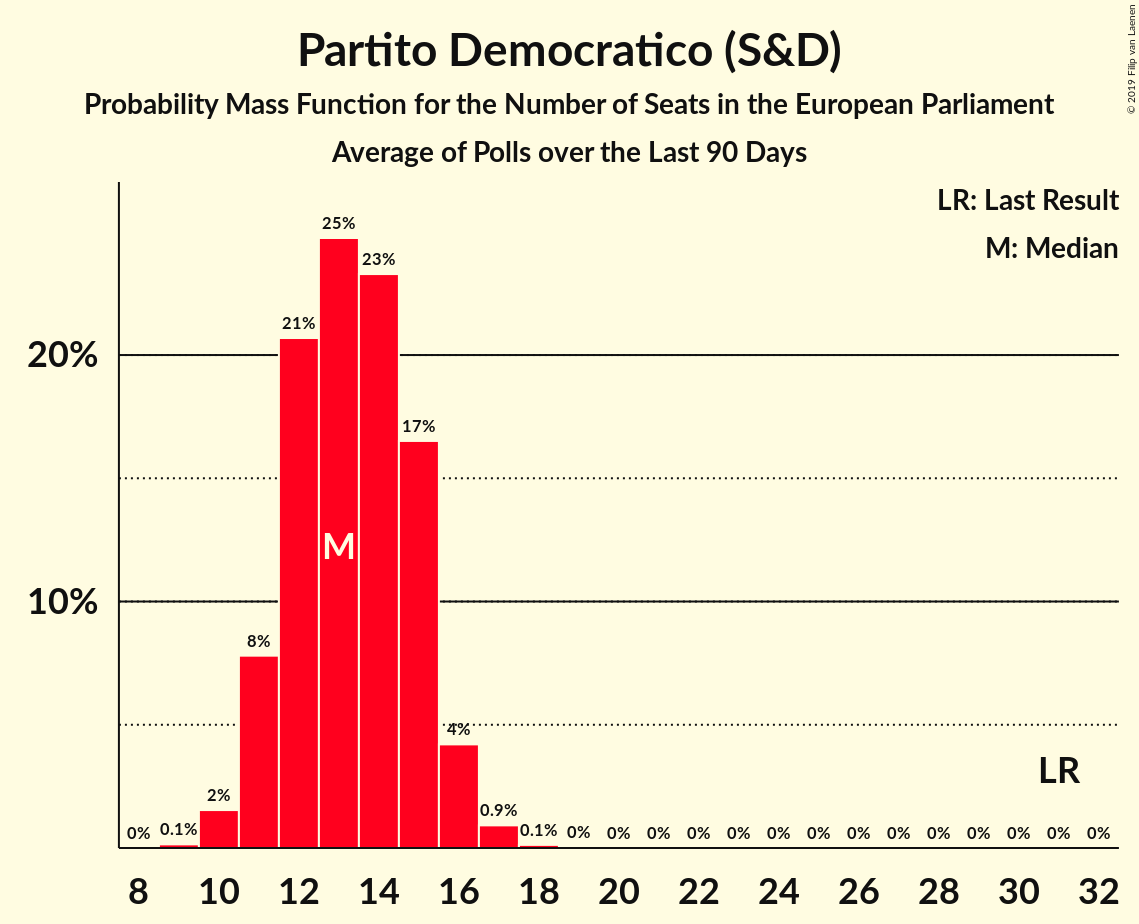 Partito Democratico (S&D)
Probability Mass Function for the Number of Seats in the European Parliament
Average of Polls over the Last 90 Days
© 2019 Filip van Laenen
LR: Last Result
M: Median
25%
23%
21%
20%
17%
M
10%
8%
4%
LR
2%
0.9%
0% 0.1% 0.1% 0% 0% 0% 0% 0% 0% 0% 0% 0% 0% 0% 0% 0% 0%
8 10 12 14 16 18 20 22 24 26 28 30 32